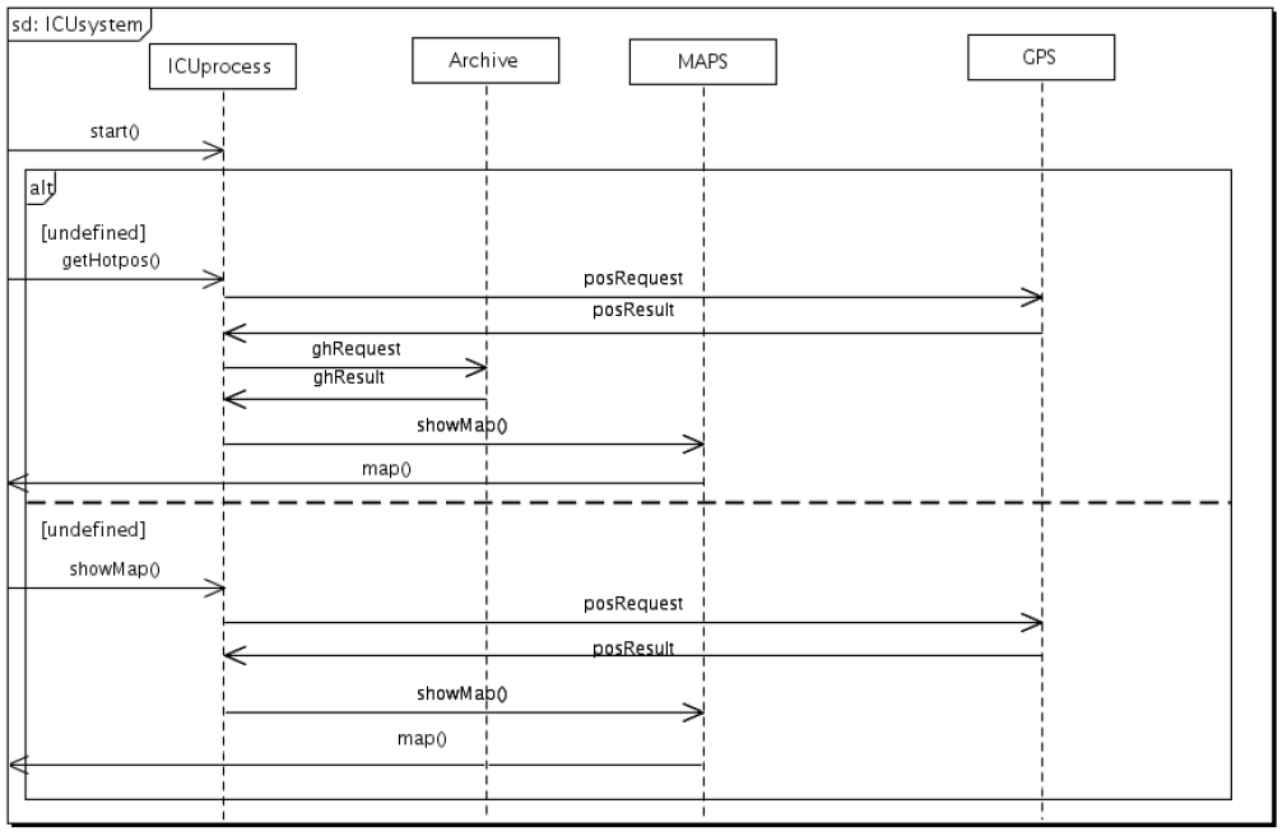 sd: ICUsystem
ICUprocess
Archive
MAPS
GPS
start()
alt
[undefined]
getHotpos()
posRequest
posResult
ghRequest
ghResult
showMap()
map()
[undefined]
showMap()
posRequest
posResult
showMap()
map()